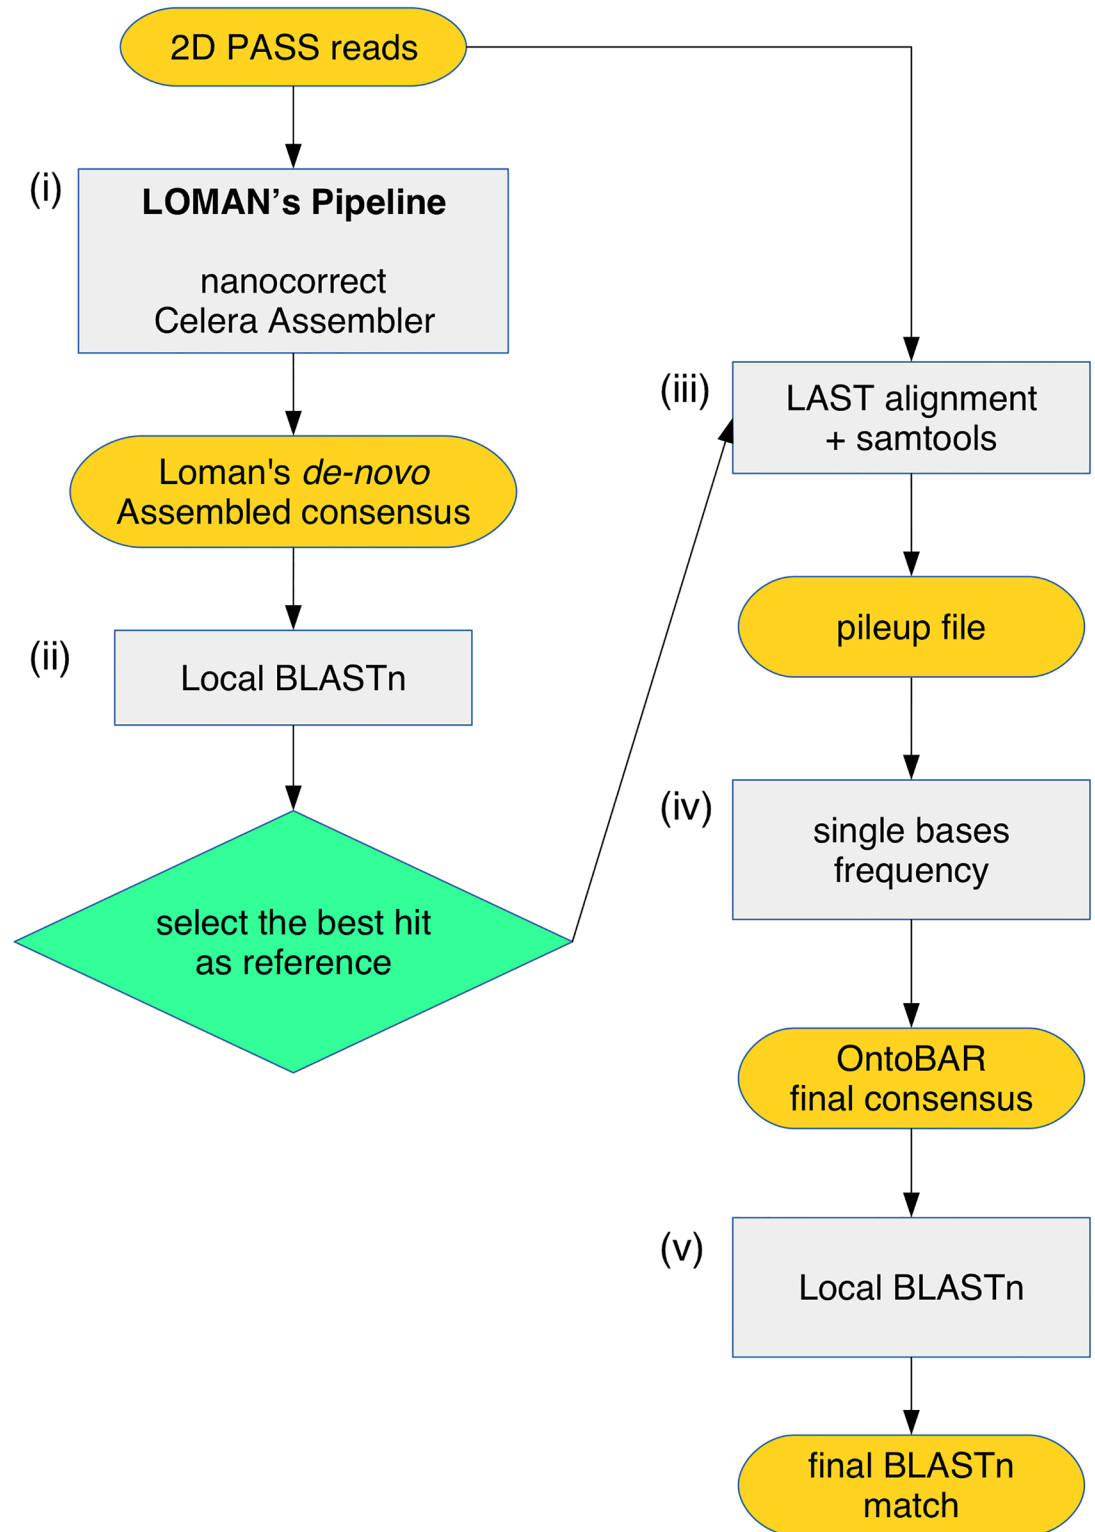 2D PASS reads
(i)
LOMAN’s Pipeline
nanocorrect
Celera Assembler
Loman's de-novo
Assembled consensus
(ii)
Local BLASTn
select the best hit
as reference
(iii)
LAST alignment
+ samtools
pileup file
(iv)
single bases
frequency
OntoBAR
final consensus
(v)
Local BLASTn
final BLASTn
match